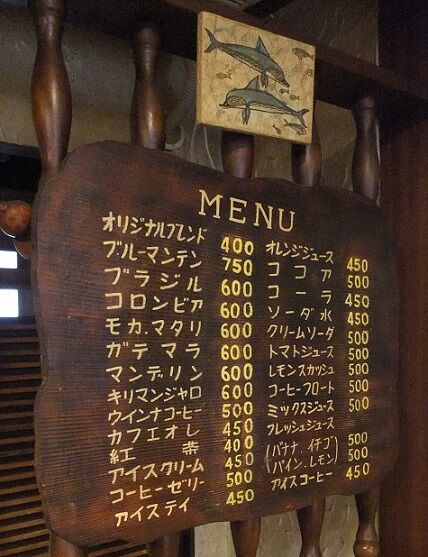 MENU
オリジナルブレンド 400
ブルーマンテン 750
ブラジル 600
コロンビア 600
モカ.マタリ 600
ガテマラ 600
マンデッリン 600
キリマンジャロ 600
ウインナコーヒー 500
カフェオレ 450
紅茶 400
アイスクリーム 450
コーヒーゼリー 500
アイステイ 450
オレンジジュース 450
ココア 500
コーラ 450
ソーダ水 450
クリームソーダ 500
トマトジュース 500
レモンスカッシュ 500
コーヒーフロート 500
ミックスジュース 500
フレッシュジュース
(バナナ.イチゴ 500
パイン.レモン) 500
アイスコーヒー 450